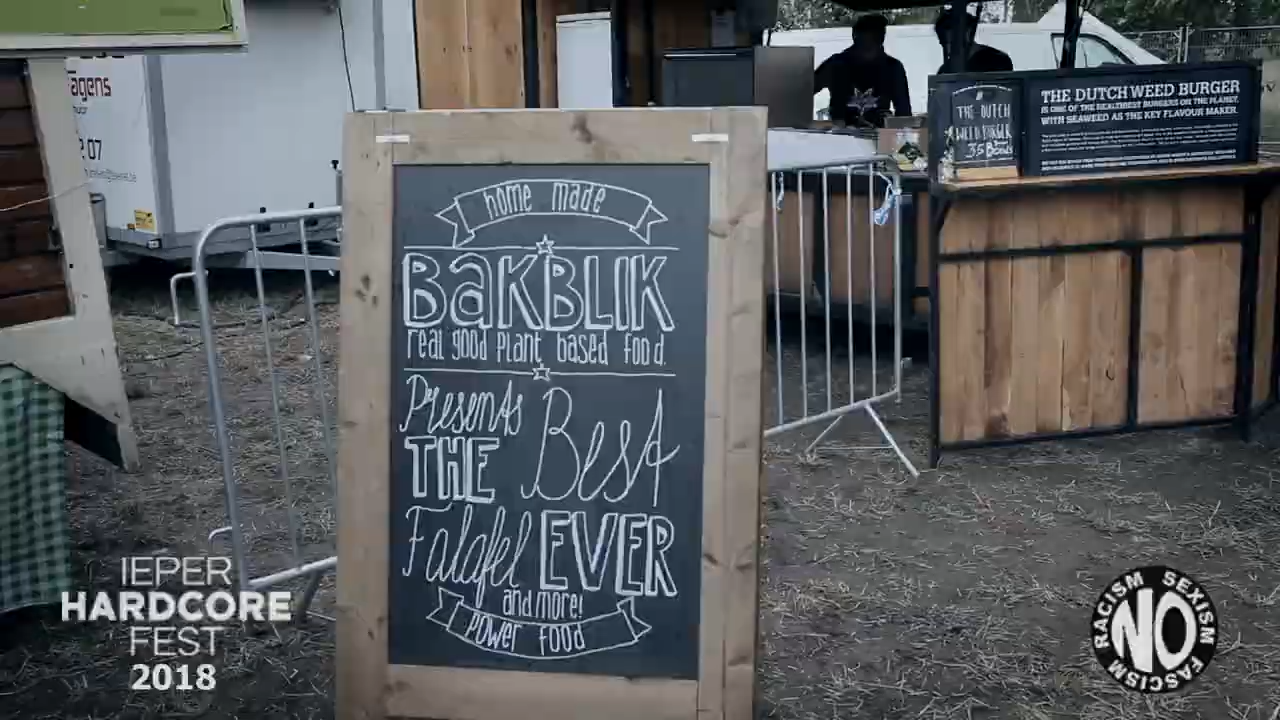 agens
07
THE DUTCH WEED BURGER
IS ONE OF THE HEALTHIEST BURGERS ON THE PLANET,
WITH SEAWEED AS THE KEY FLAVOUR MAKER.
THE DUTCH
WEED BURGER
home made
BAKBLIK
real good plant based food.
Presents
THE Best
Falafel EVER
and more!
power food
IEPER
HARDCORE
FEST
2018
NO
RACISM SEXISM FASCISM